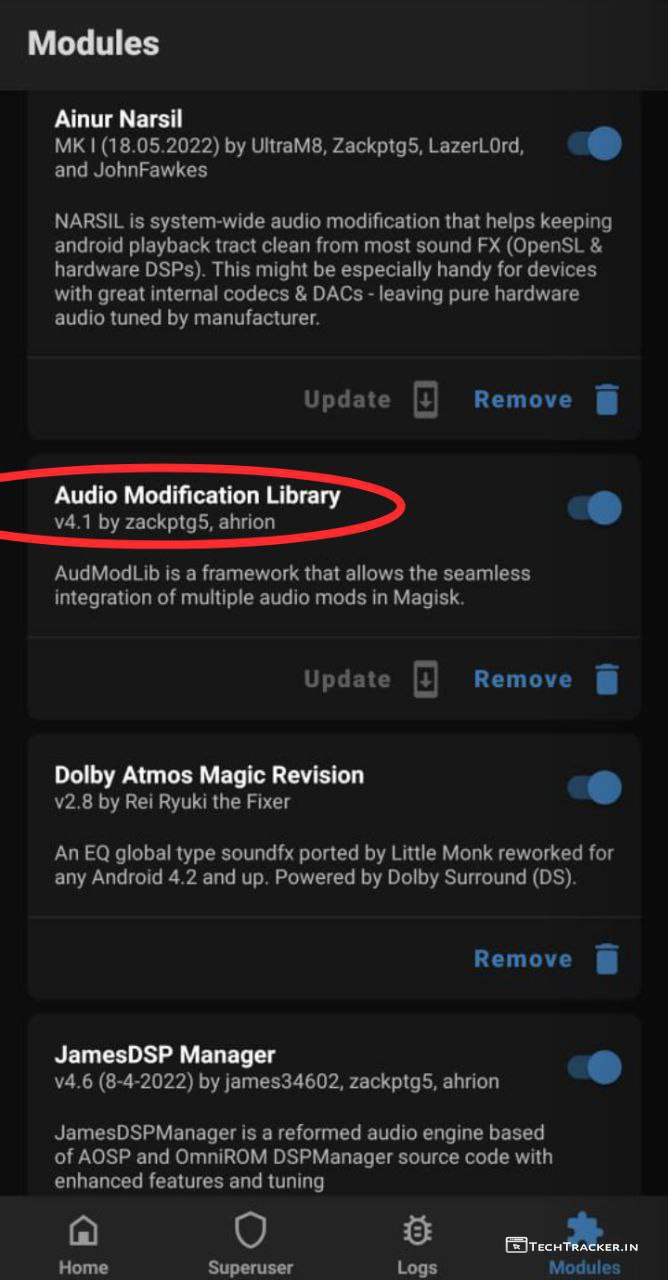 Modules
Ainur Narsil
MK I (18.05.2022) by UltraM8, Zackptg5, LazerL0rd,
and JohnFawkes
NARSIL is system-wide audio modification that helps keeping
android playback tract clean from most sound FX (OpenSL &
hardware DSPs). This might be especially handy for devices
with great internal codecs & DACs - leaving pure hardware
audio tuned by manufacturer.
Update
Remove
Audio Modification Library
v4.1 by zackptg5, ahrion
AudModLib is a framework that allows the seamless
integration of multiple audio mods in Magisk.
Update
Remove
Dolby Atmos Magic Revision
v2.8 by Rei Ryuki the Fixer
An EQ global type soundfx ported by Little Monk reworked for
any Android 4.2 and up. Powered by Dolby Surround (DS).
Remove
JamesDSP Manager
v4.6 (8-4-2022) by james34602, zackptg5, ahrion
JamesDSPManager is a reformed audio engine based
of AOSP and OmniROM DSPManager source code with
enhanced features and tuning
Home
Superuser
Logs
Modules
TECHTRACKER.IN